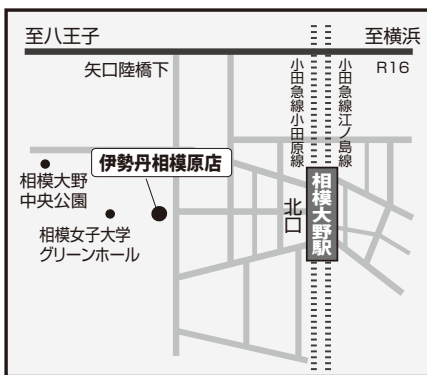 至八王子
至横浜
矢口陸橋下
R16
小田急線小田原線
小田急線江ノ島線
伊勢丹相模原店
相模大野
中央公園
相模女子大学
グリーンホール
北口
相模大野駅